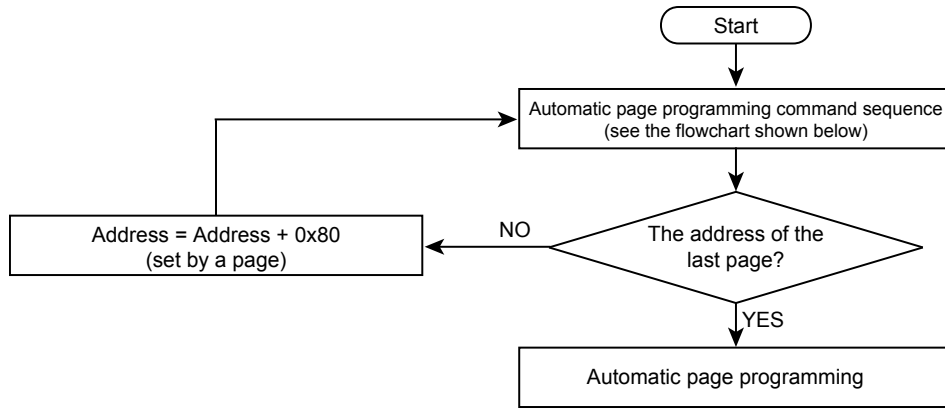 Start
Automatic page programming command sequence
(see the flowchart shown below)
Address = Address + 0x80
(set by a page)
NO
The address of the
last page?
YES
Automatic page programming